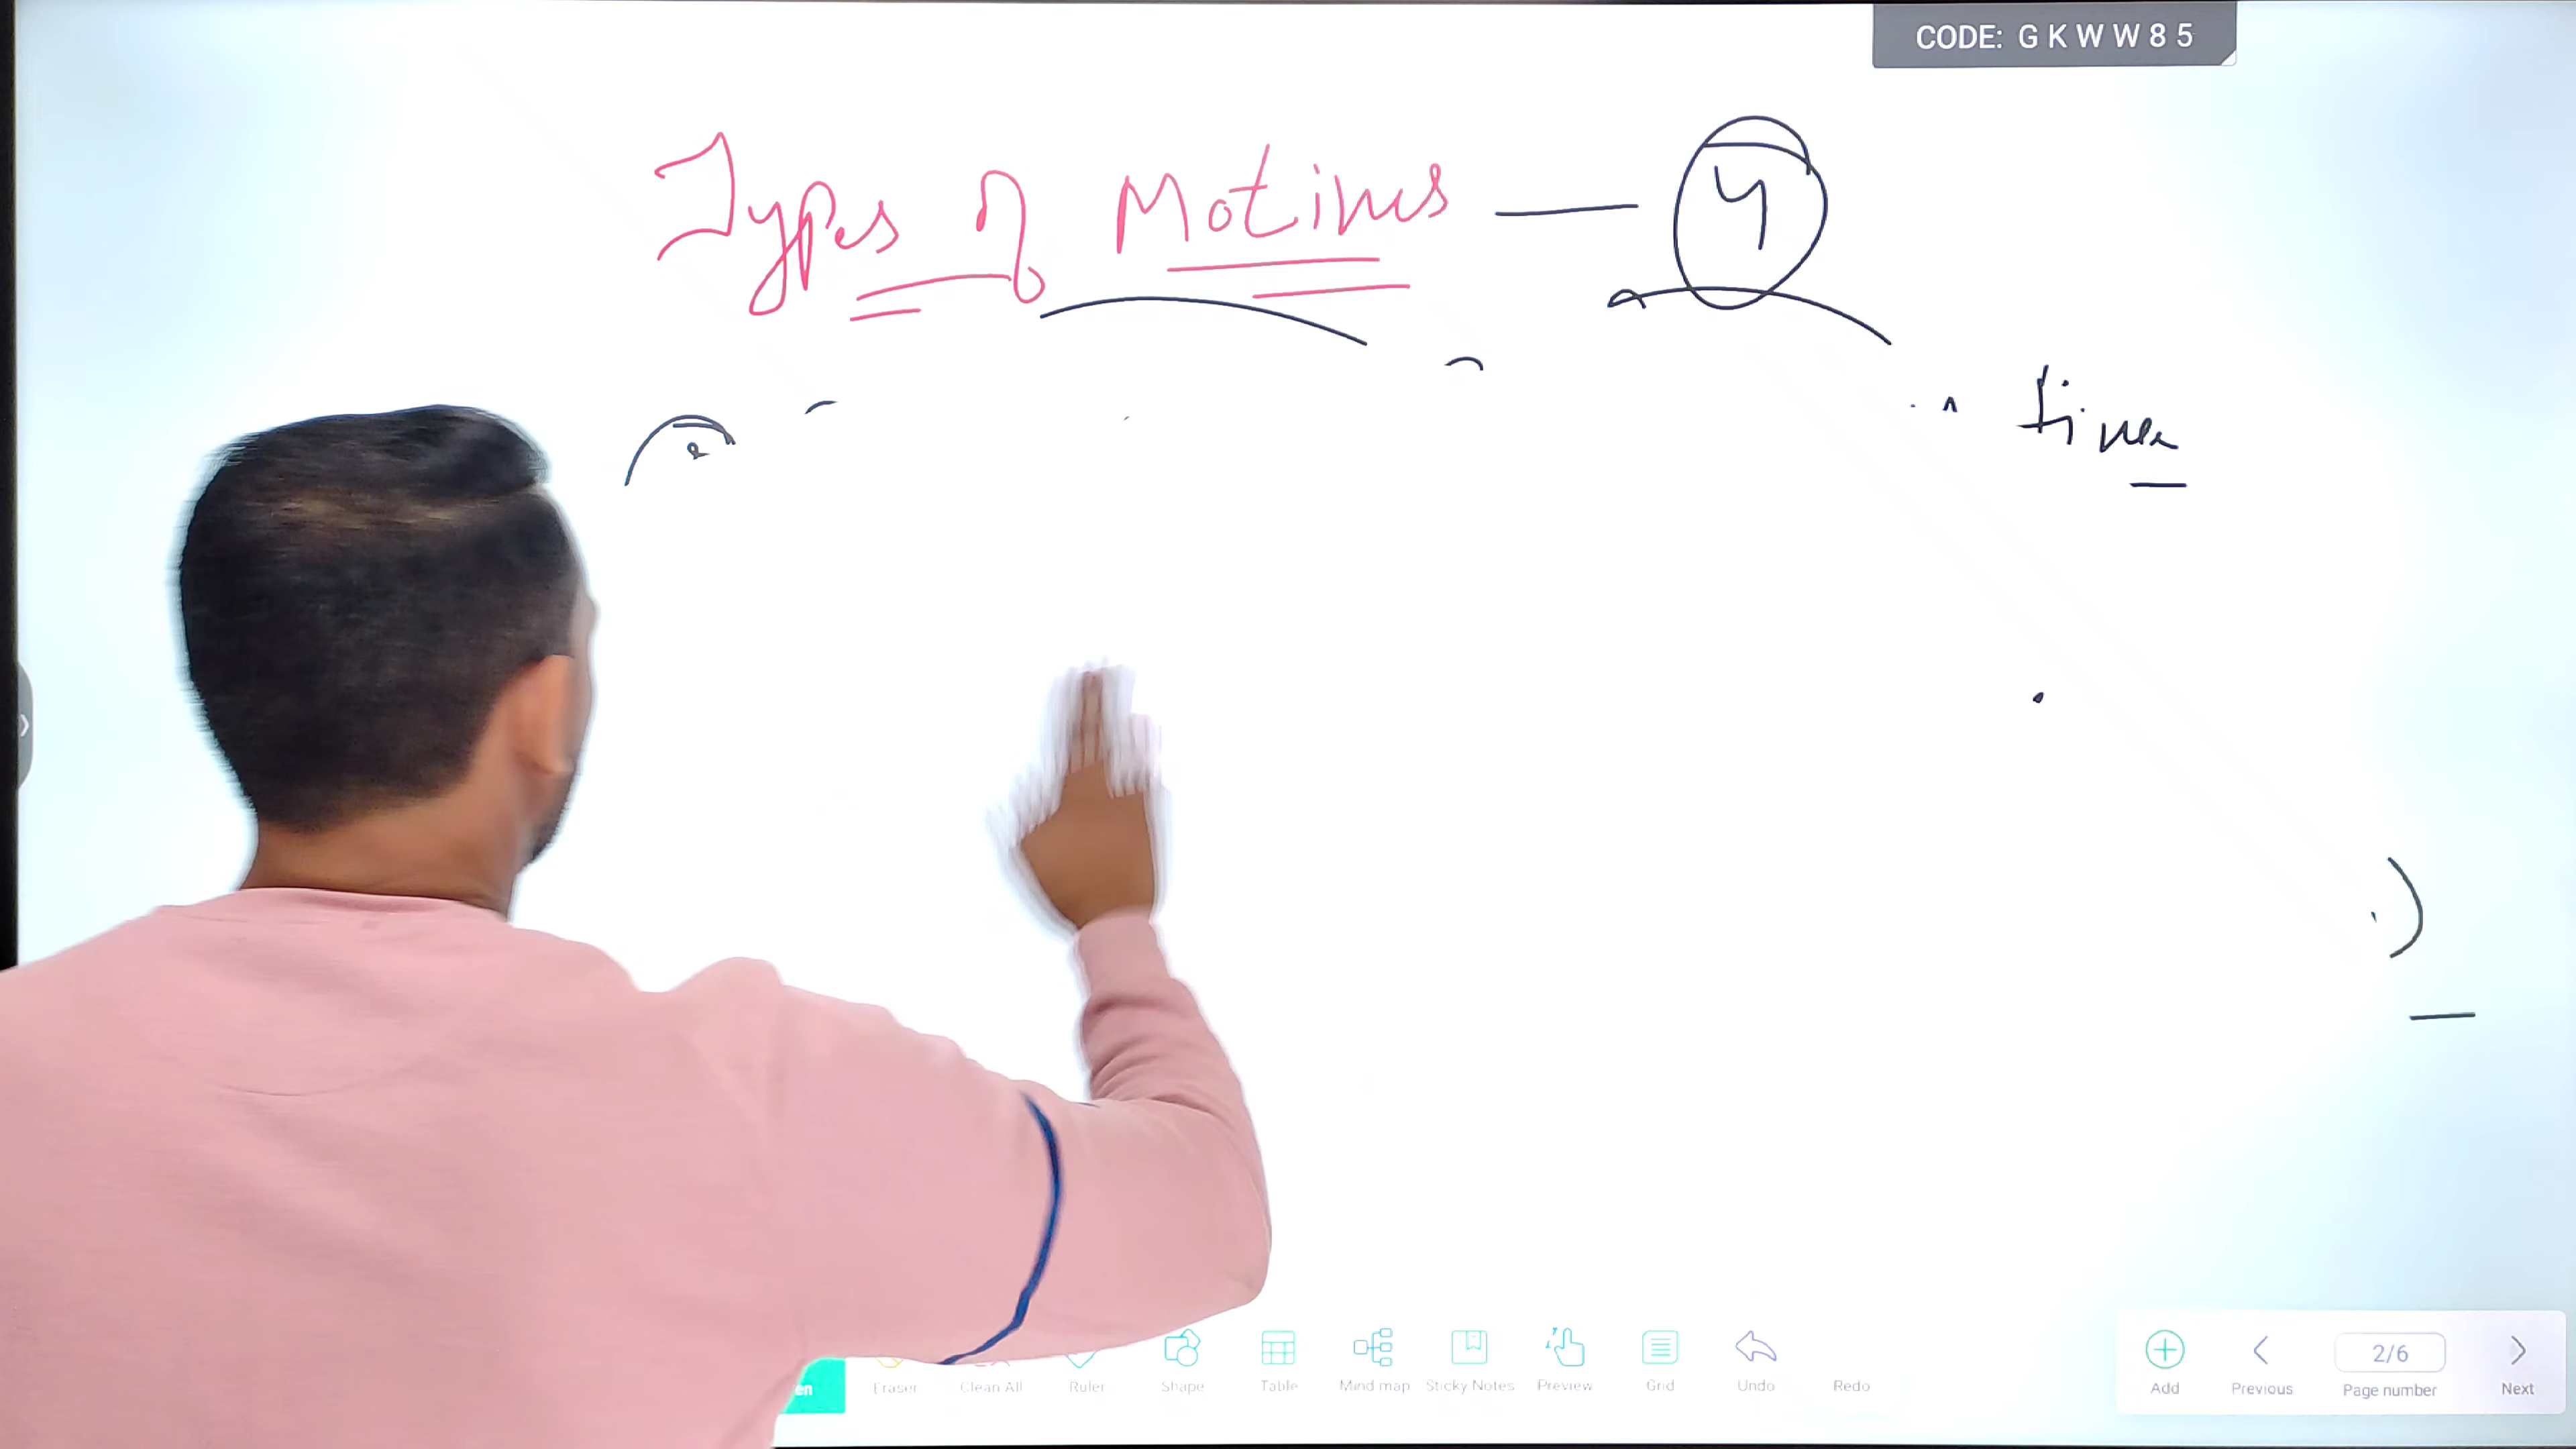 CODE: G K W W 8 5
Types of Motions — 4
time
Eraser Clean All Ruler Shape Table Mind map Sticky Notes Preview Grid Undo Redo
Add Previous 2/6 Page number Next